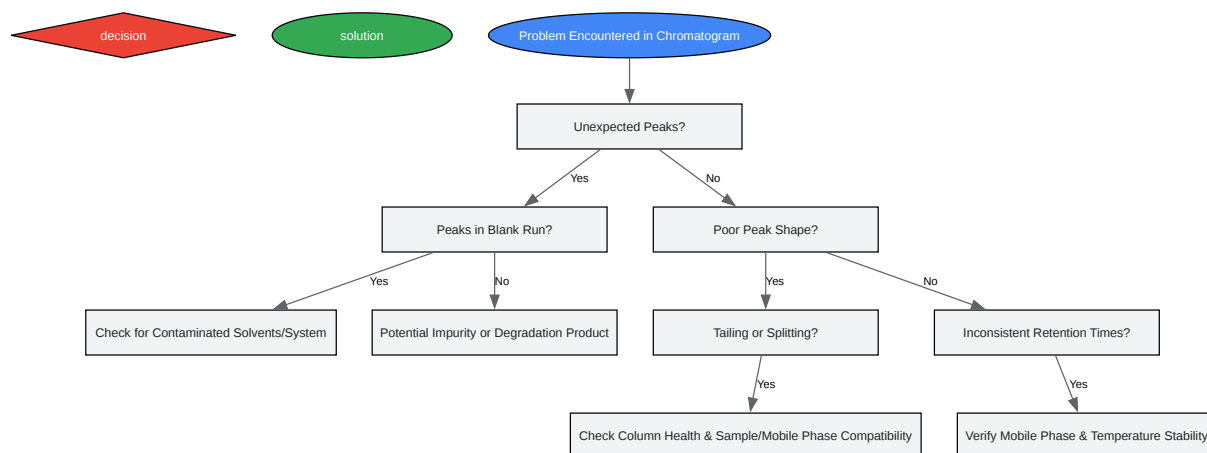 decision
solution
Problem Encountered in Chromatogram
Unexpected Peaks?
Yes
No
Peaks in Blank Run?
Poor Peak Shape?
Yes
No
Yes
No
Check for Contaminated Solvents/System
Potential Impurity or Degradation Product
Tailing or Splitting?
Inconsistent Retention Times?
Yes
Yes
Check Column Health & Sample/Mobile Phase Compatibility
Verify Mobile Phase & Temperature Stability